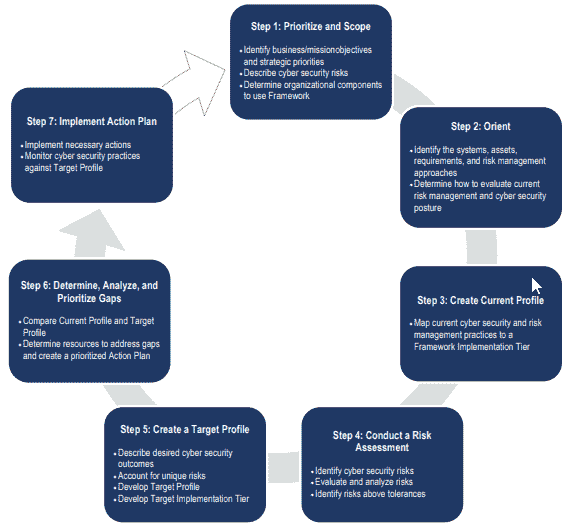 Step 1: Prioritize and Scope
•Identify business/missionobjectives
and strategic priorities
•Describe cyber security risks
•Determine organizational components
to use Framework
Step 2: Orient
•Identify the systems, assets,
requirements, and risk management
approaches
•Determine how to evaluate current
risk management and cyber security
posture
Step 3: Create Current Profile
•Map current cyber security and risk
management practices to a
Framework Implementation Tier
Step 4: Conduct a Risk
Assessment
•Identify cyber security risks
•Evaluate and analyze risks
•Identify risks above tolerances
Step 5: Create a Target Profile
•Describe desired cyber security
outcomes
•Account for unique risks
•Develop Target Profile
•Develop Target Implementation Tier
Step 6: Determine, Analyze, and
Prioritize Gaps
•Compare Current Profile and Target
Profile
•Determine resources to address gaps
and create a prioritized Action Plan
Step 7: Implement Action Plan
•Implement necessary actions
•Monitor cyber security practices
against Target Profile